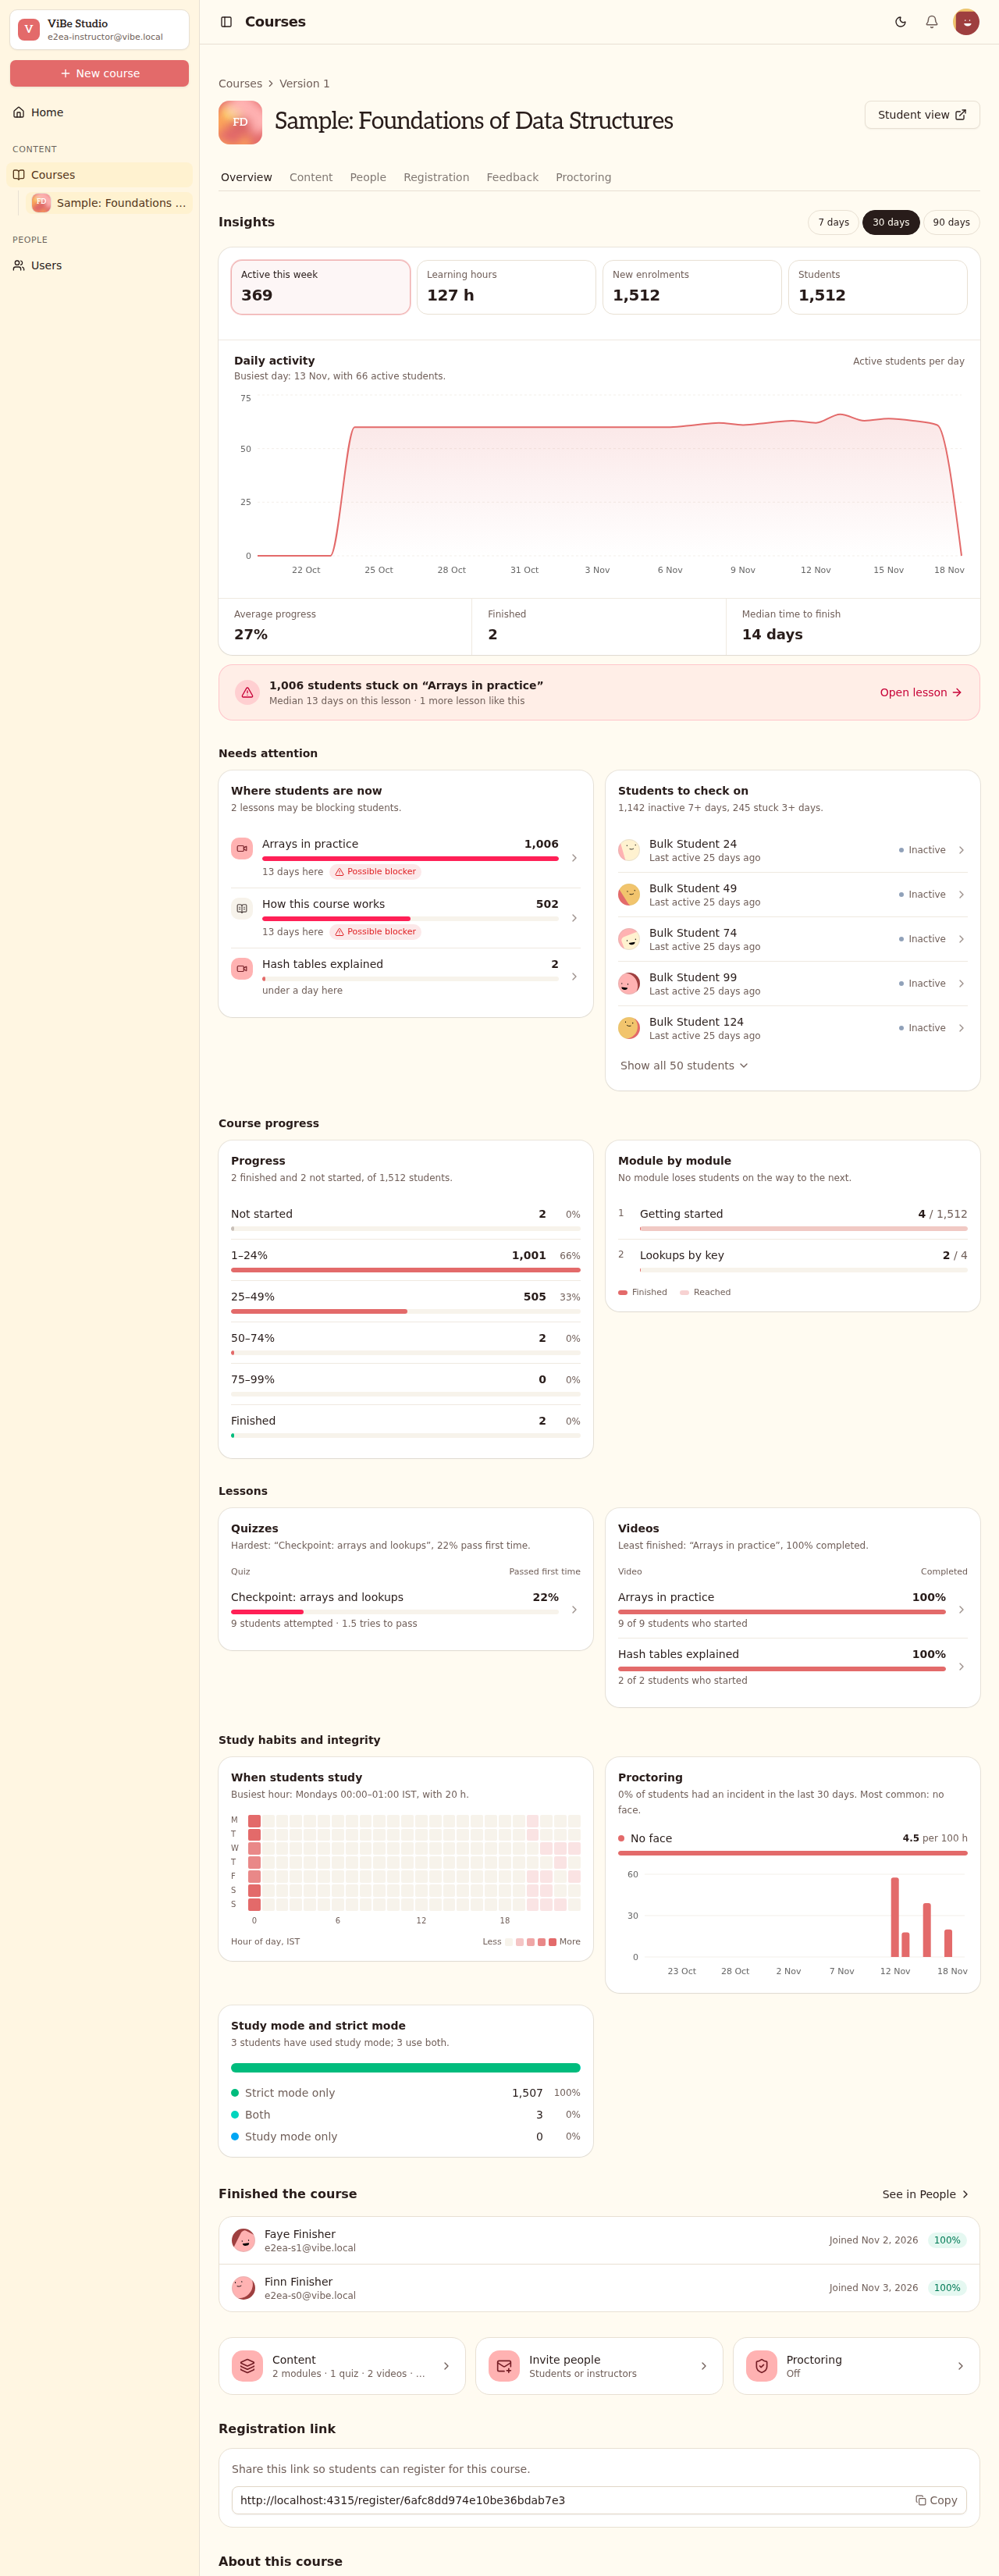 V
ViBe Studio
e2ea-instructor@vibe.local
New course
Home
CONTENT
Courses
FD
Sample: Foundations ...
PEOPLE
Users
Courses
Courses > Version 1
FD
Sample: Foundations of Data Structures
Student view
Overview Content People Registration Feedback Proctoring
Insights
7 days 30 days 90 days
Active this week
369
Learning hours
127 h
New enrolments
1,512
Students
1,512
Daily activity
Active students per day
Busiest day: 13 Nov, with 66 active students.
75
50
25
0
22 Oct 25 Oct 28 Oct 31 Oct 3 Nov 6 Nov 9 Nov 12 Nov 15 Nov 18 Nov
Average progress
27%
Finished
2
Median time to finish
14 days
1,006 students stuck on “Arrays in practice”
Median 13 days on this lesson · 1 more lesson like this
Open lesson
Needs attention
Where students are now
2 lessons may be blocking students.
Arrays in practice 1,006
13 days here Possible blocker
How this course works 502
13 days here Possible blocker
Hash tables explained 2
under a day here
Students to check on
1,142 inactive 7+ days, 245 stuck 3+ days.
Bulk Student 24
Last active 25 days ago
Inactive
Bulk Student 49
Last active 25 days ago
Inactive
Bulk Student 74
Last active 25 days ago
Inactive
Bulk Student 99
Last active 25 days ago
Inactive
Bulk Student 124
Last active 25 days ago
Inactive
Show all 50 students
Course progress
Progress
2 finished and 2 not started, of 1,512 students.
Not started 2 0%
1–24% 1,001 66%
25–49% 505 33%
50–74% 2 0%
75–99% 0 0%
Finished 2 0%
Module by module
No module loses students on the way to the next.
1 Getting started 4 / 1,512
2 Lookups by key 2 / 4
Finished Reached
Lessons
Quizzes
Hardest: “Checkpoint: arrays and lookups”, 22% pass first time.
Quiz Passed first time
Checkpoint: arrays and lookups 22%
9 students attempted · 1.5 tries to pass
Videos
Least finished: “Arrays in practice”, 100% completed.
Video Completed
Arrays in practice 100%
9 of 9 students who started
Hash tables explained 100%
2 of 2 students who started
Study habits and integrity
When students study
Busiest hour: Mondays 00:00–01:00 IST, with 20 h.
M
T
W
T
F
S
S
0 6 12 18
Hour of day, IST
Less More
Proctoring
0% of students had an incident in the last 30 days. Most common: no
face.
No face 4.5 per 100 h
60
30
0
23 Oct 28 Oct 2 Nov 7 Nov 12 Nov 18 Nov
Study mode and strict mode
3 students have used study mode; 3 use both.
Strict mode only 1,507 100%
Both 3 0%
Study mode only 0 0%
Finished the course
See in People
Faye Finisher
e2ea-s1@vibe.local
Joined Nov 2, 2026 100%
Finn Finisher
e2ea-s0@vibe.local
Joined Nov 3, 2026 100%
Content
2 modules · 1 quiz · 2 videos · ...
Invite people
Students or instructors
Proctoring
Off
Registration link
Share this link so students can register for this course.
http://localhost:4315/register/6afc8dd974e10be36bdab7e3
Copy
About this course